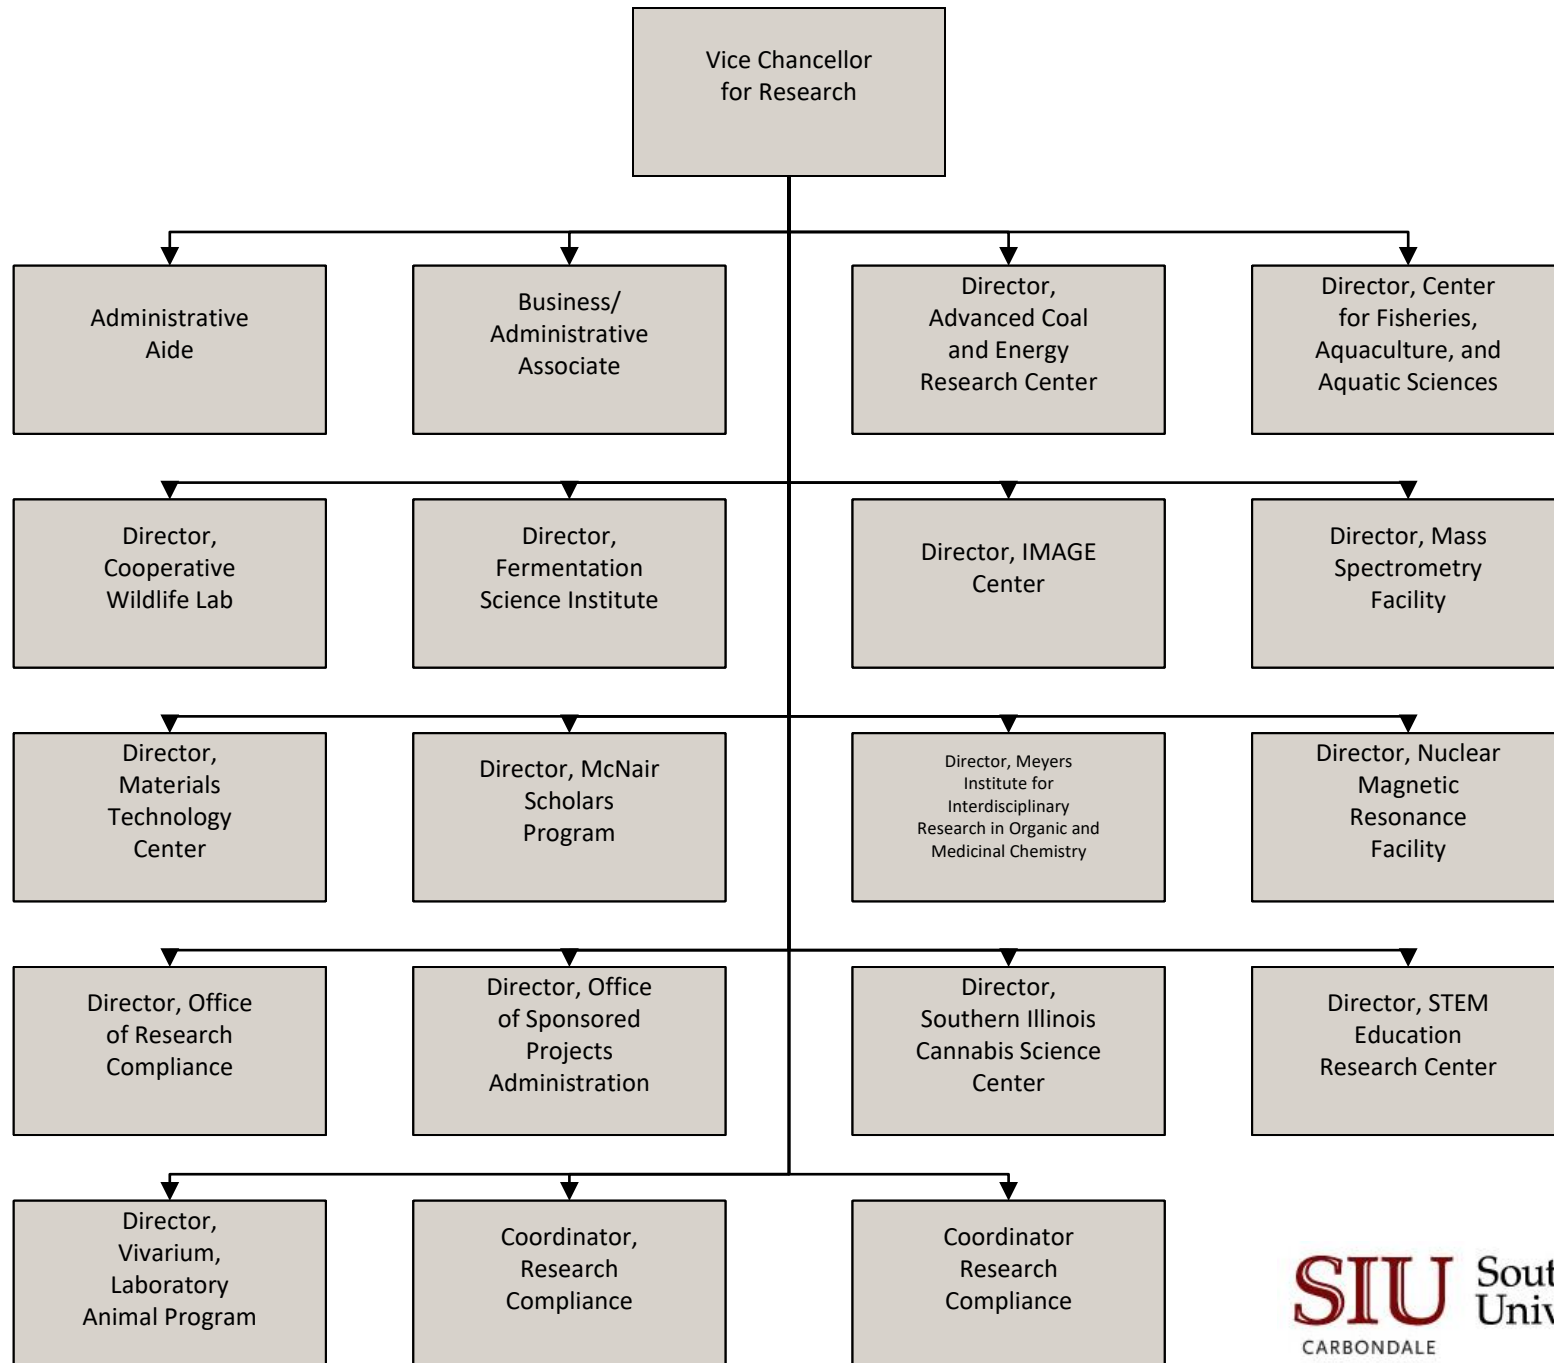 Vice Chancellor
for Research
Administrative
Aide
Business/
Administrative
Associate
Director,
Advanced Coal
and Energy
Research Center
Director, Center
for Fisheries,
Aquaculture, and
Aquatic Sciences
Director,
Cooperative
Wildlife Lab
Director,
Fermentation
Science Institute
Director, IMAGE
Center
Director, Mass
Spectrometry
Facility
Director,
Materials
Technology
Center
Director, McNair
Scholars
Program
Director, Meyers
Institute for
Interdisciplinary
Research in Organic and
Medicinal Chemistry
Director, Nuclear
Magnetic
Resonance
Facility
Director, Office
of Research
Compliance
Director, Office
of Sponsored
Projects
Administration
Director,
Southern Illinois
Cannabis Science
Center
Director, STEM
Education
Research Center
Director,
Vivarium,
Laboratory
Animal Program
Coordinator,
Research
Compliance
Coordinator
Research
Compliance
SIU
CARBONDALE